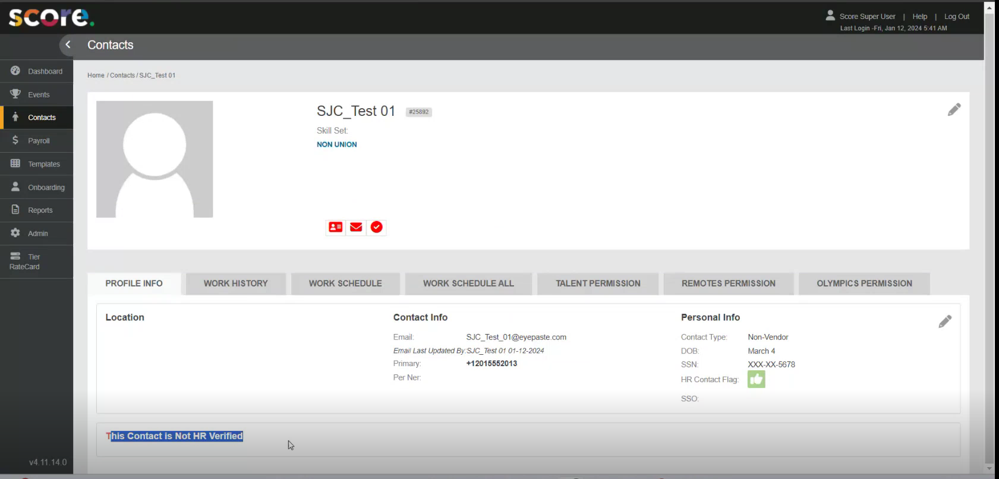 score.
Score Super User | Help | Log Out
Last Login -Fri, Jan 12, 2024 5:41 AM
Contacts
Dashboard
Events
Contacts
Payroll
Templates
Onboarding
Reports
Admin
Tier
RateCard
v4.11.14.0
Home / Contacts / SJC_Test 01
SJC_Test 01 #25892
Skill Set:
NON UNION
PROFILE INFO WORK HISTORY WORK SCHEDULE WORK SCHEDULE ALL TALENT PERMISSION REMOTES PERMISSION OLYMPICS PERMISSION
Location
Contact Info
Email: SJC_Test_01@eyepaste.com
Email Last Updated By:SJC_Test 01 01-12-2024
Primary: +12015552013
Per Ner:
Personal Info
Contact Type: Non-Vendor
DOB: March 4
SSN: XXX-XX-5678
HR Contact Flag:
SSO:
This Contact is Not HR Verified